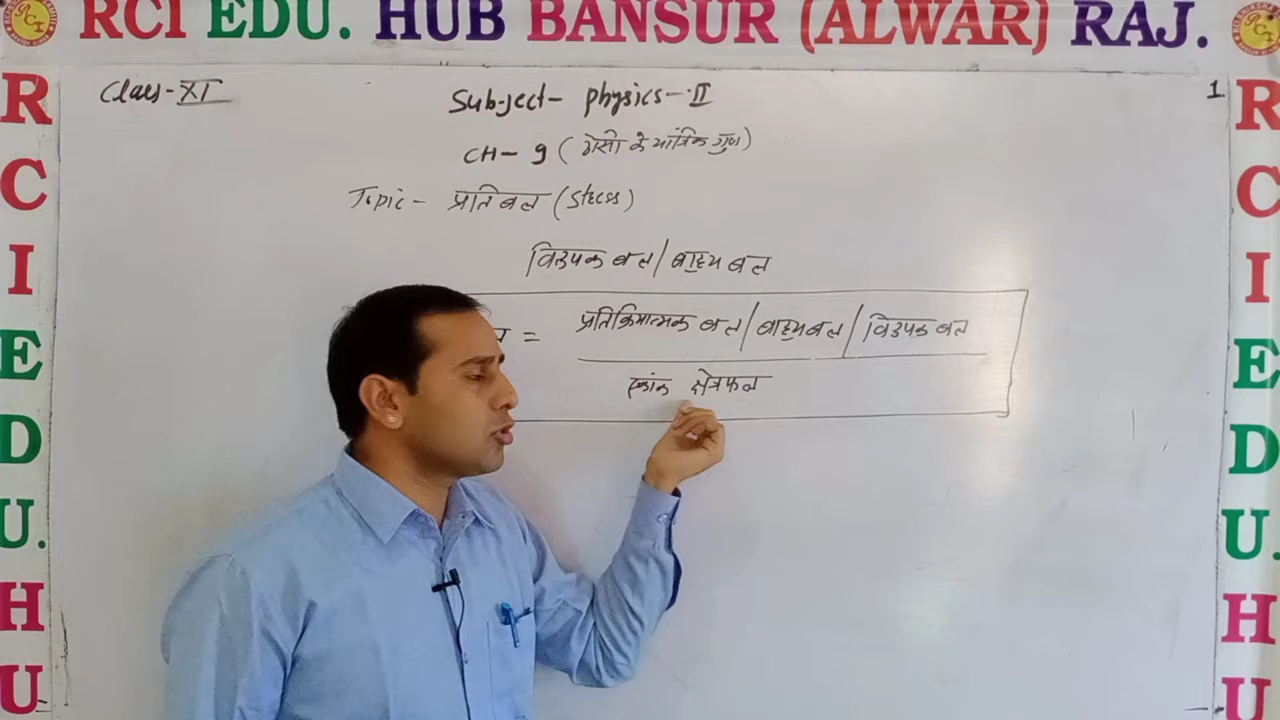 RCI EDU. HUB BANSUR (ALWAR) RAJ.
Class-XI
Subject- physics-II
1
CH- 9 (ठोसों के यांत्रिक गुण)
Topic- प्रतिबल (stress)
विरूपक बल/बाह्य बल
= प्रतिक्रियात्मक बल/बाह्य बल/विरूपक बल
एकांक क्षेत्रफल
R
C
I
E
D
U.
H
U
R
C
I
E
D
U.
H
U